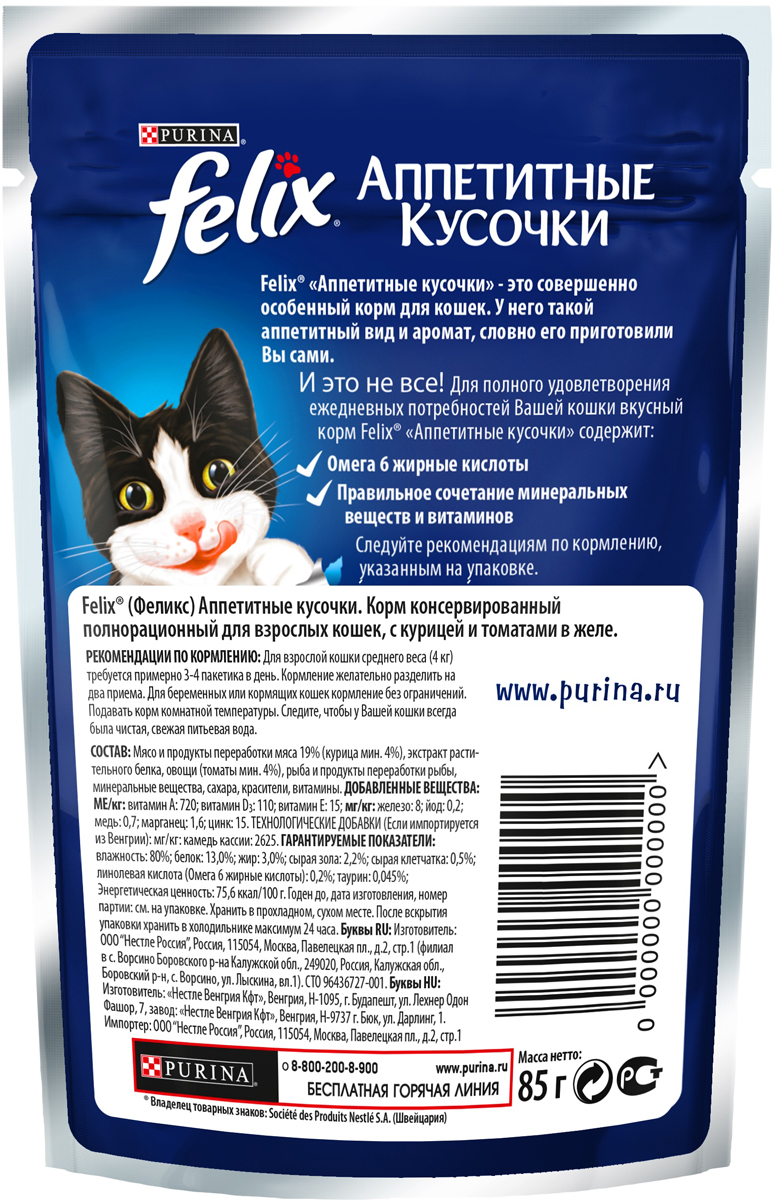 PURINA
felix®
АППЕТИТНЫЕ
КУСОЧКИ
Felix® «Аппетитные кусочки» - это совершенно
особенный корм для кошек. У него такой
аппетитный вид и аромат, словно его приготовили
Вы сами.
И это не все! Для полного удовлетворения
ежедневных потребностей Вашей кошки вкусный
корм Felix® «Аппетитные кусочки» содержит:
Омега 6 жирные кислоты
Правильное сочетание минеральных
веществ и витаминов
Следуйте рекомендациям по кормлению,
указанным на упаковке.
Felix® (Феликс) Аппетитные кусочки. Корм консервированный
полнорационный для взрослых кошек, с курицей и томатами в желе.
РЕКОМЕНДАЦИИ ПО КОРМЛЕНИЮ: Для взрослой кошки среднего веса (4 кг)
требуется примерно 3-4 пакетика в день. Кормление желательно разделить на
два приема. Для беременных или кормящих кошек кормление без ограничений.
Подавать корм комнатной температуры. Следите, чтобы у Вашей кошки всегда
была чистая, свежая питьевая вода.
www.purina.ru
СОСТАВ: Мясо и продукты переработки мяса 19% (курица мин. 4%), экстракт расти-
тельного белка, овощи (томаты мин. 4%), рыба и продукты переработки рыбы,
минеральные вещества, сахара, красители, витамины. ДОБАВЛЕННЫЕ ВЕЩЕСТВА:
МЕ/кг: витамин А: 720; витамин D3: 110; витамин Е: 15; мг/кг: железо: 8; йод: 0,2;
медь: 0,7; марганец: 1,6; цинк: 15. ТЕХНОЛОГИЧЕСКИЕ ДОБАВКИ (Если импортируется
из Венгрии): мг/кг: камедь кассии: 2625. ГАРАНТИРУЕМЫЕ ПОКАЗАТЕЛИ:
влажность: 80%; белок: 13,0%; жир: 3,0%; сырая зола: 2,2%; сырая клетчатка: 0,5%;
линолевая кислота (Омега 6 жирные кислоты): 0,2%; таурин: 0,045%;
Энергетическая ценность: 75,6 ккал/100 г. Годен до, дата изготовления, номер
партии: см. на упаковке. Хранить в прохладном, сухом месте. После вскрытия
упаковки хранить в холодильнике максимум 24 часа. Буквы RU: Изготовитель:
ООО "Нестле Россия", Россия, 115054, Москва, Павелецкая пл., д.2, стр.1 (филиал
в с. Ворсино Боровского р-на Калужской обл., 249020, Россия, Калужская обл.,
Боровский р-н, с. Ворсино, ул. Лыскина, вл.1). СТО 96436727-001. Буквы HU:
Изготовитель: «Нестле Венгрия Кфт», Венгрия, Н-1095, г. Будапешт, ул. Лехнер Одон
Фашор, 7, завод: «Нестле Венгрия Кфт», Венгрия, Н-9737 г. Бюк, ул. Дарлинг, 1.
Импортер: ООО "Нестле Россия", Россия, 115054, Москва, Павелецкая пл., д.2, стр.1
0 000000 000000 >
PURINA
8-800-200-8-900
www.purina.ru
БЕСПЛАТНАЯ ГОРЯЧАЯ ЛИНИЯ
Масса нетто:
85 г
РСТ
® Владелец товарных знаков: Société des Produits Nestlé S.A. (Швейцария)